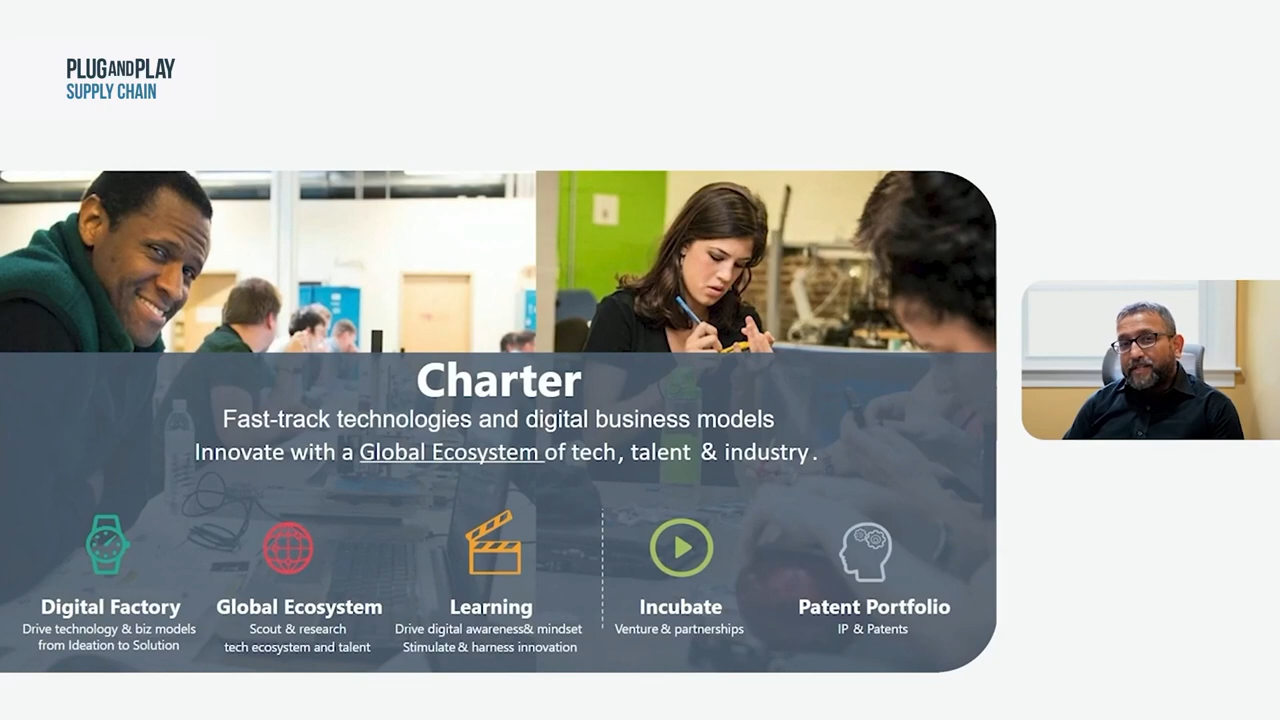 PLUGANDPLAY
SUPPLY CHAIN
Charter
Fast-track technologies and digital business models
Innovate with a Global Ecosystem of tech, talent & industry.
Digital Factory
Drive technology & biz models
from Ideation to Solution
Global Ecosystem
Scout & research
tech ecosystem and talent
Learning
Drive digital awareness& mindset
Stimulate & harness innovation
Incubate
Venture & partnerships
Patent Portfolio
IP & Patents